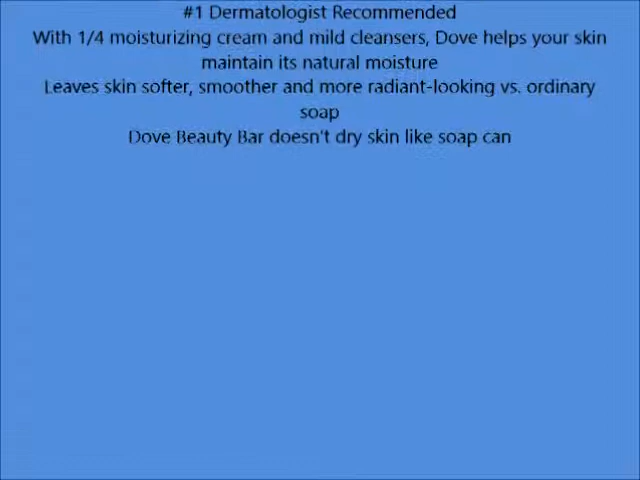 #1 Dermatologist Recommended
With 1/4 moisturizing cream and mild cleansers, Dove helps your skin
maintain its natural moisture
Leaves skin softer, smoother and more radiant-looking vs. ordinary
soap
Dove Beauty Bar doesn't dry skin like soap can